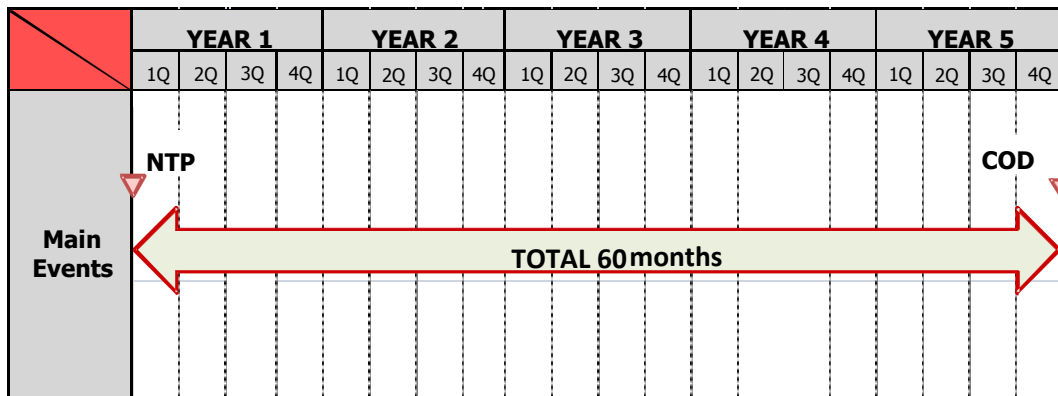 YEAR 1 YEAR 2 YEAR 3 YEAR 4 YEAR 5
1Q 2Q 3Q 4Q 1Q 2Q 3Q 4Q 1Q 2Q 3Q 4Q 1Q 2Q 3Q 4Q 1Q 2Q 3Q 4Q
NTP COD
Main
Events
TOTAL 60 months